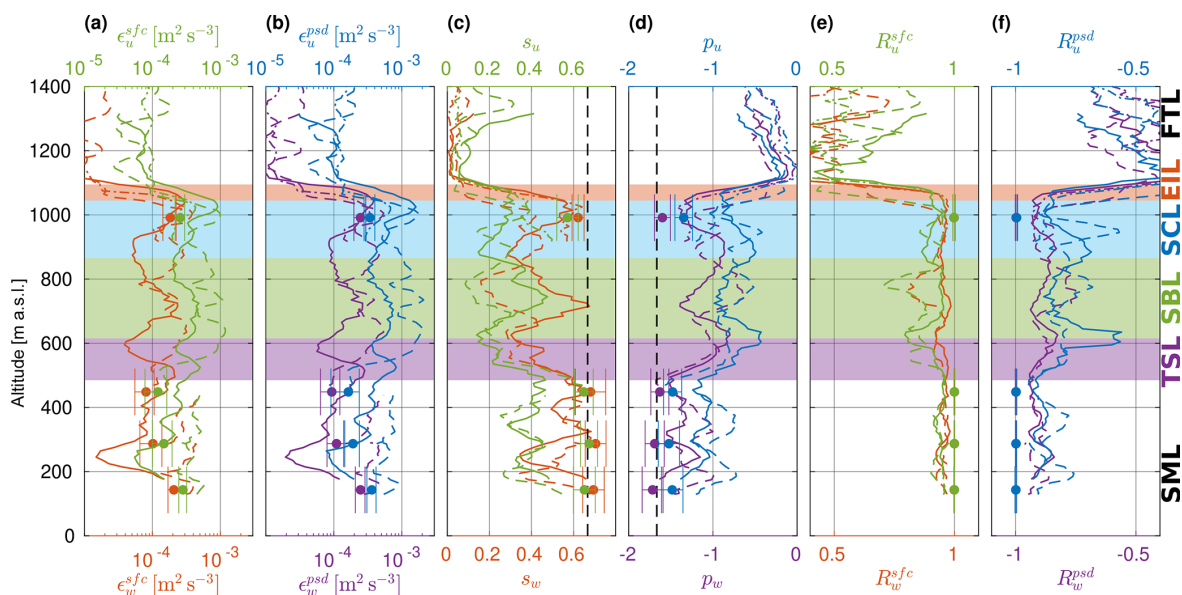 (a) (b) (c) (d) (e) (f)
ϵ_u^{sfc} [m² s⁻³] ϵ_u^{psd} [m² s⁻³] s_u p_u R_u^{sfc} R_u^{psd}
10⁻⁵ 10⁻⁴ 10⁻³ 10⁻⁵ 10⁻⁴ 10⁻³ 0 0.2 0.4 0.6 -2 -1 0 0.5 1 -1 -0.5
1400
1200
1000
800
600
400
200
0
Altitude [m a.s.l.]
FTL
EIL
SCL
SBL
TSL
SML
10⁻⁴ 10⁻³ 10⁻⁴ 10⁻³ 0 0.2 0.4 0.6 -2 -1 0 0.5 1 -1 -0.5
ϵ_w^{sfc} [m² s⁻³] ϵ_w^{psd} [m² s⁻³] s_w p_w R_w^{sfc} R_w^{psd}